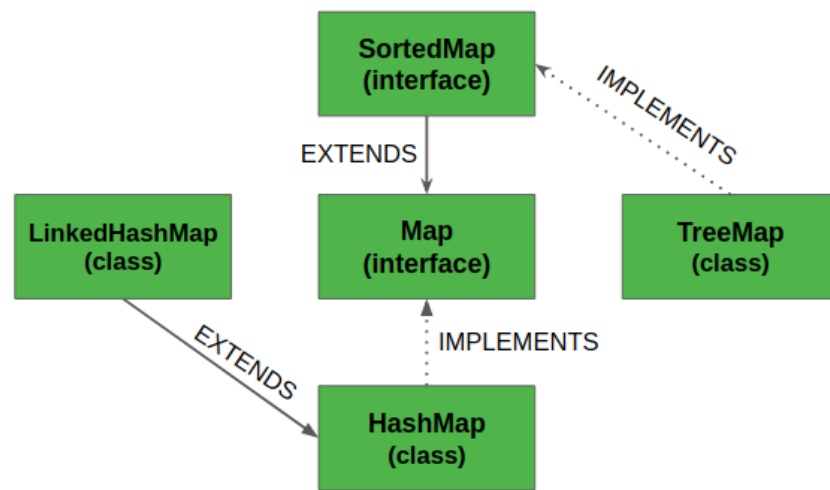 SortedMap
(interface)
IMPLEMENTS
EXTENDS
LinkedHashMap
(class)
Map
(interface)
TreeMap
(class)
EXTENDS
IMPLEMENTS
HashMap
(class)